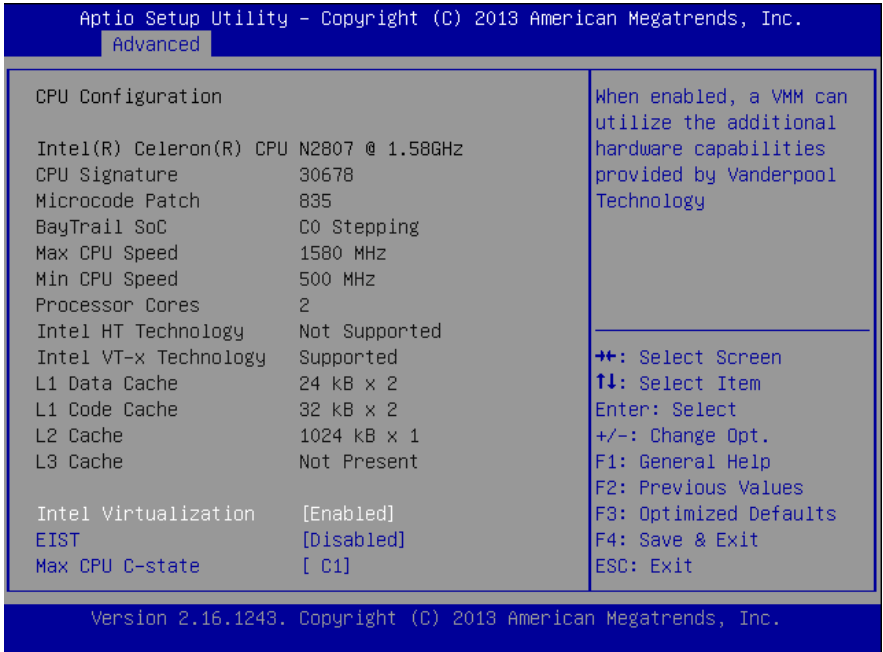 Aptio Setup Utility – Copyright (C) 2013 American Megatrends, Inc.
Advanced
CPU Configuration
Intel(R) Celeron(R) CPU N2807 @ 1.58GHz
CPU Signature 30678
Microcode Patch 835
BayTrail SoC C0 Stepping
Max CPU Speed 1580 MHz
Min CPU Speed 500 MHz
Processor Cores 2
Intel HT Technology Not Supported
Intel VT-x Technology Supported
L1 Data Cache 24 kB x 2
L1 Code Cache 32 kB x 2
L2 Cache 1024 kB x 1
L3 Cache Not Present
Intel Virtualization [Enabled]
EIST [Disabled]
Max CPU C-state [ C1]
When enabled, a VMM can
utilize the additional
hardware capabilities
provided by Vanderpool
Technology
→←: Select Screen
↑↓: Select Item
Enter: Select
+/-: Change Opt.
F1: General Help
F2: Previous Values
F3: Optimized Defaults
F4: Save & Exit
ESC: Exit
Version 2.16.1243. Copyright (C) 2013 American Megatrends, Inc.